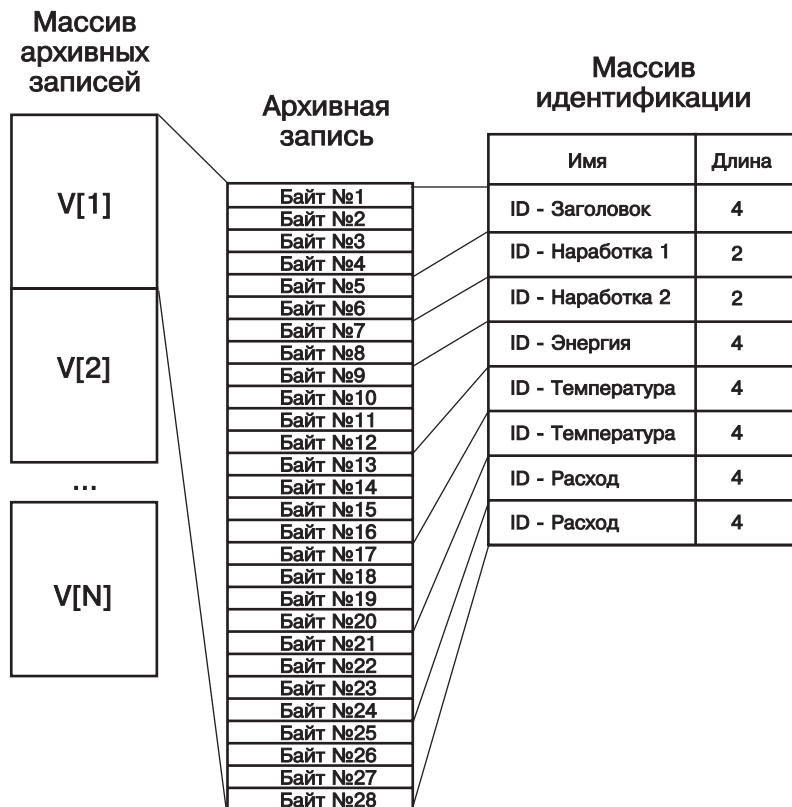 Массив
архивных
записей
V[1]
V[2]
...
V[N]
Архивная
запись
Байт №1
Байт №2
Байт №3
Байт №4
Байт №5
Байт №6
Байт №7
Байт №8
Байт №9
Байт №10
Байт №11
Байт №12
Байт №13
Байт №14
Байт №15
Байт №16
Байт №17
Байт №18
Байт №19
Байт №20
Байт №21
Байт №22
Байт №23
Байт №24
Байт №25
Байт №26
Байт №27
Байт №28
Массив
идентификации
Имя Длина
ID - Заголовок 4
ID - Наработка 1 2
ID - Наработка 2 2
ID - Энергия 4
ID - Температура 4
ID - Температура 4
ID - Расход 4
ID - Расход 4